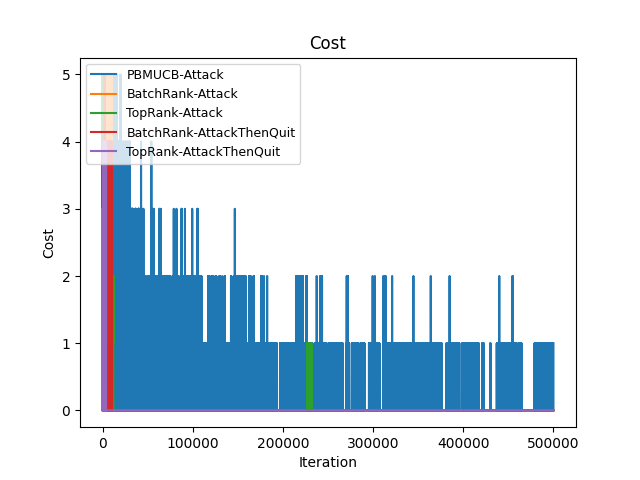 Cost
5
4
3
2
1
0
Cost
PBMUCB-Attack
BatchRank-Attack
TopRank-Attack
BatchRank-AttackThenQuit
TopRank-AttackThenQuit
0
100000
200000
300000
400000
500000
Iteration